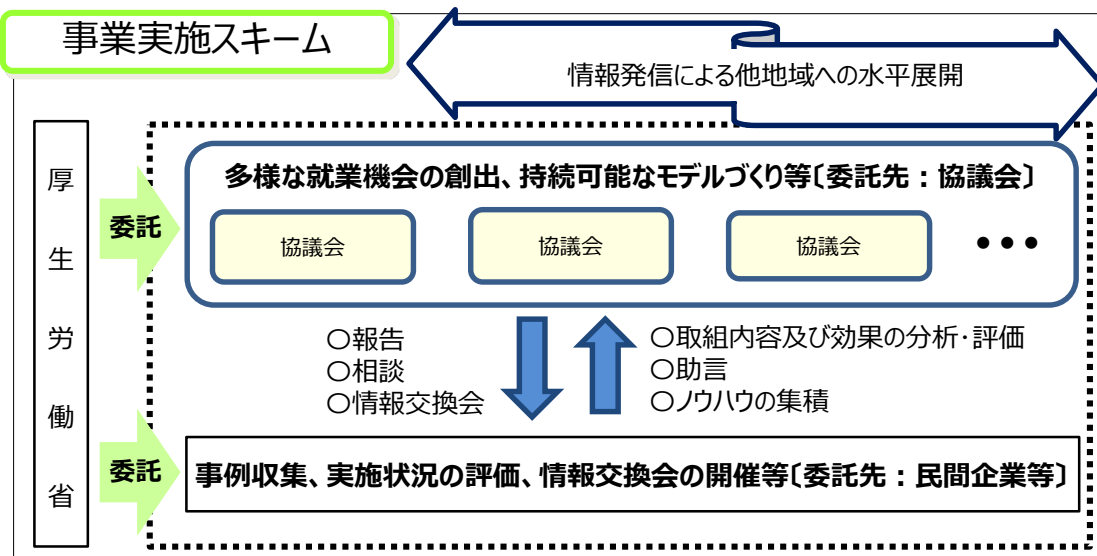 事業実施スキーム
情報発信による他地域への水平展開
厚生労働省
委託
多様な就業機会の創出、持続可能なモデルづくり等〔委託先：協議会〕
協議会
協議会
協議会
●●●
〇報告
〇相談
〇情報交換会
〇取組内容及び効果の分析・評価
〇助言
〇ノウハウの集積
委託
事例収集、実施状況の評価、情報交換会の開催等〔委託先：民間企業等〕